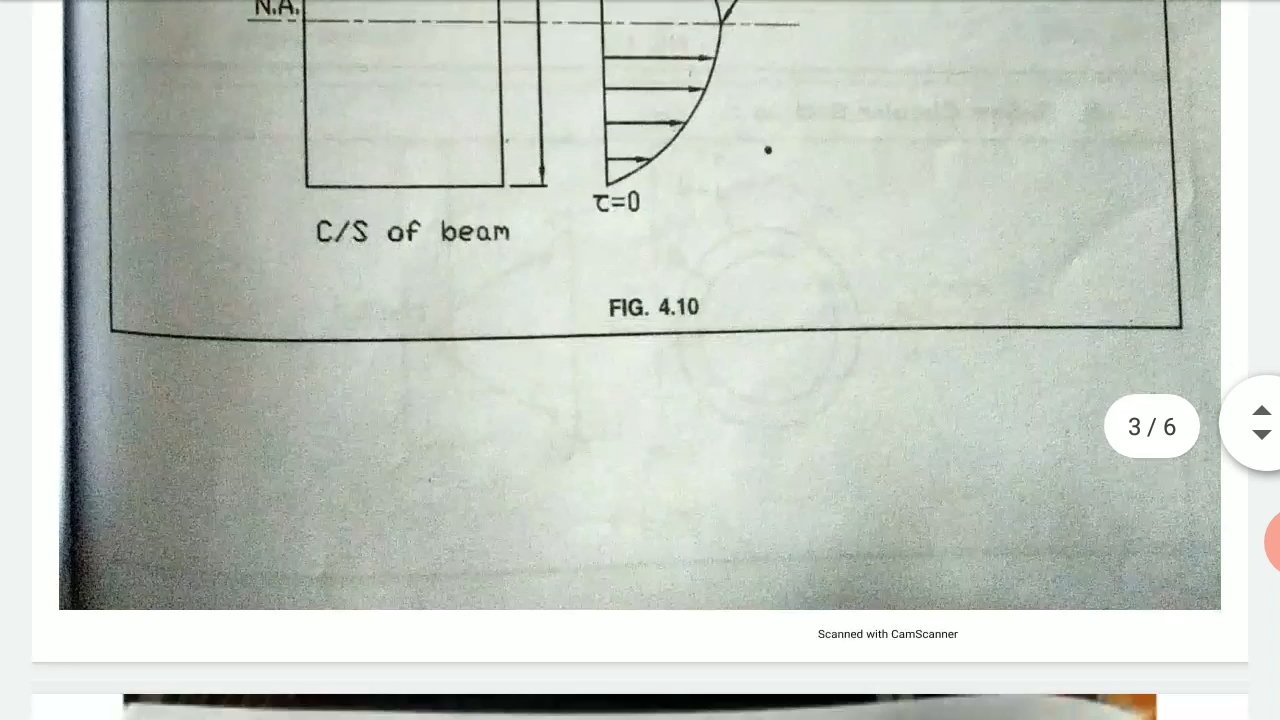 N.A.
τ=0
C/S of beam
FIG. 4.10
3 / 6
Scanned with CamScanner